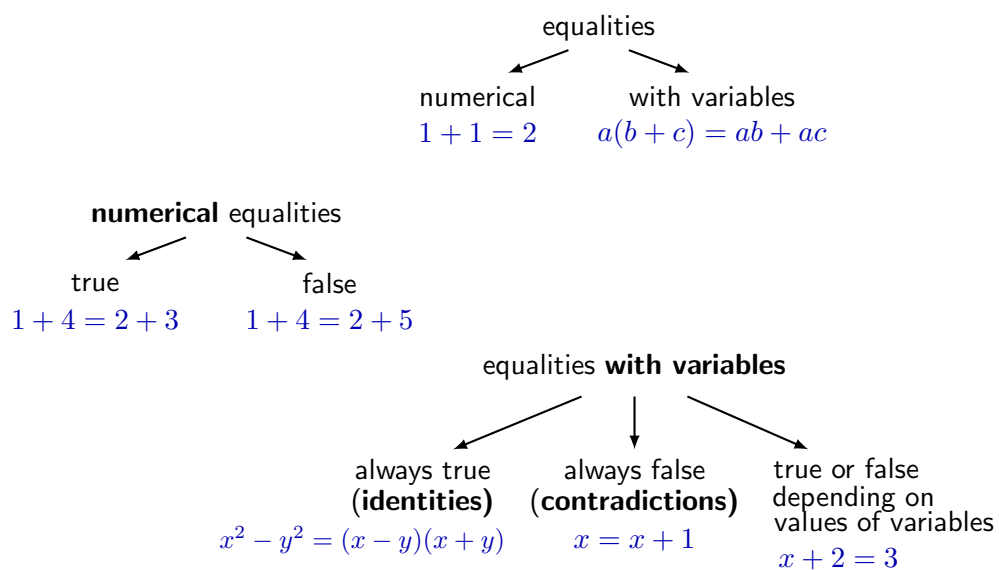 equalities
numerical with variables
1 + 1 = 2 a(b + c) = ab + ac
numerical equalities
true false
1 + 4 = 2 + 3 1 + 4 = 2 + 5
equalities with variables
always true
(identities)
x² − y² = (x − y)(x + y)
always false
(contradictions)
x = x + 1
true or false
depending on
values of variables
x + 2 = 3